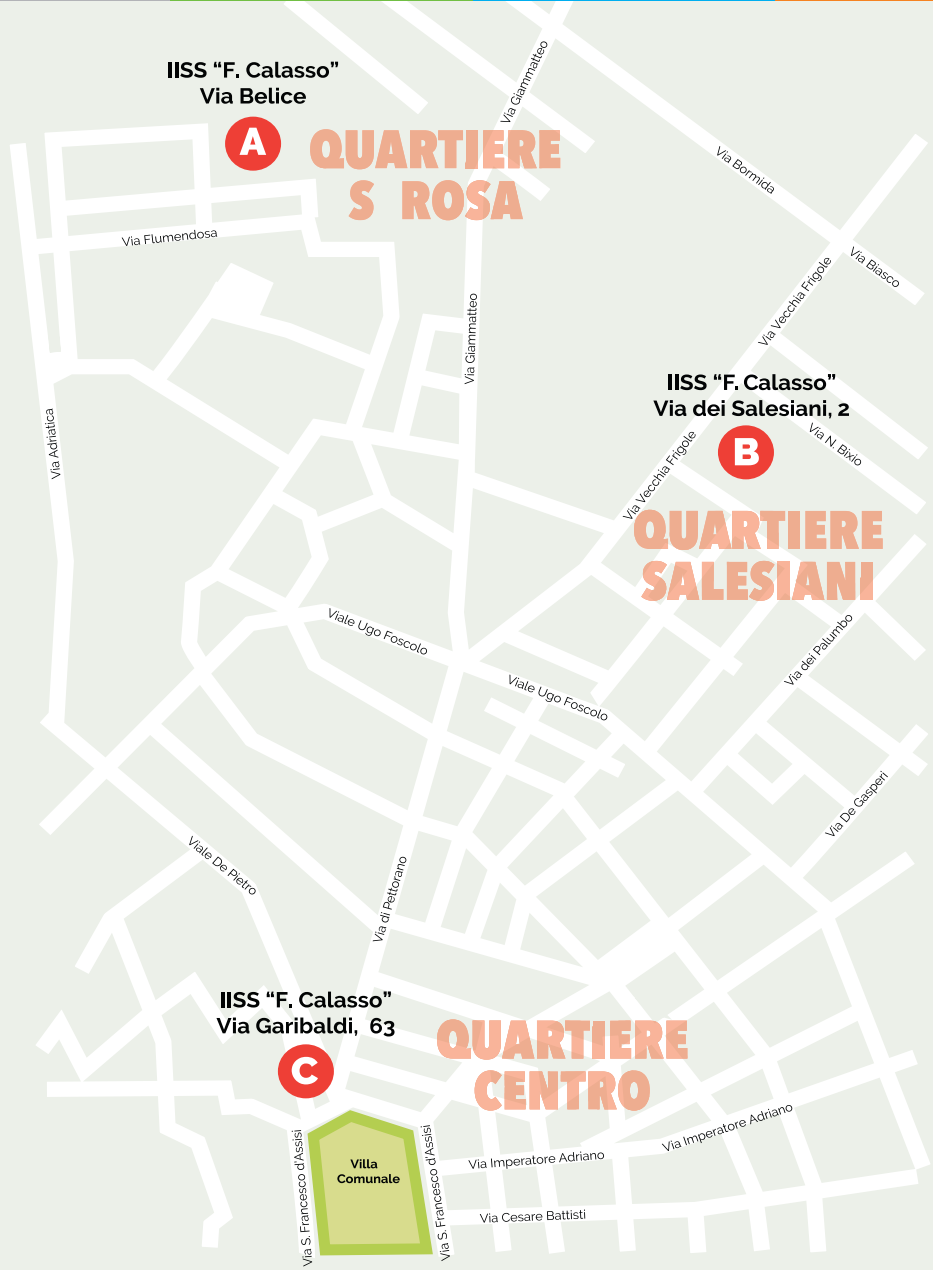 IISS “F. Calasso”
Via Belice
A
QUARTIERE
S ROSA
Via Giammatteo
Via Bormida
Via Flumendosa
Via Biasco
Via Vecchia Frigole
Via Giammatteo
IISS “F. Calasso”
Via dei Salesiani, 2
B
Via Adriatica
Via N. Bixio
Via Vecchia Frigole
QUARTIERE
SALESIANI
Viale Ugo Foscolo
Via dei Palumbo
Viale Ugo Foscolo
Via De Gasperi
Viale De Pietro
Via di Pettorano
IISS “F. Calasso”
Via Garibaldi, 63
C
QUARTIERE
CENTRO
Via Imperatore Adriano
Via S. Francesco d'Assisi
Villa
Comunale
Via S. Francesco d'Assisi
Via Imperatore Adriano
Via Cesare Battisti